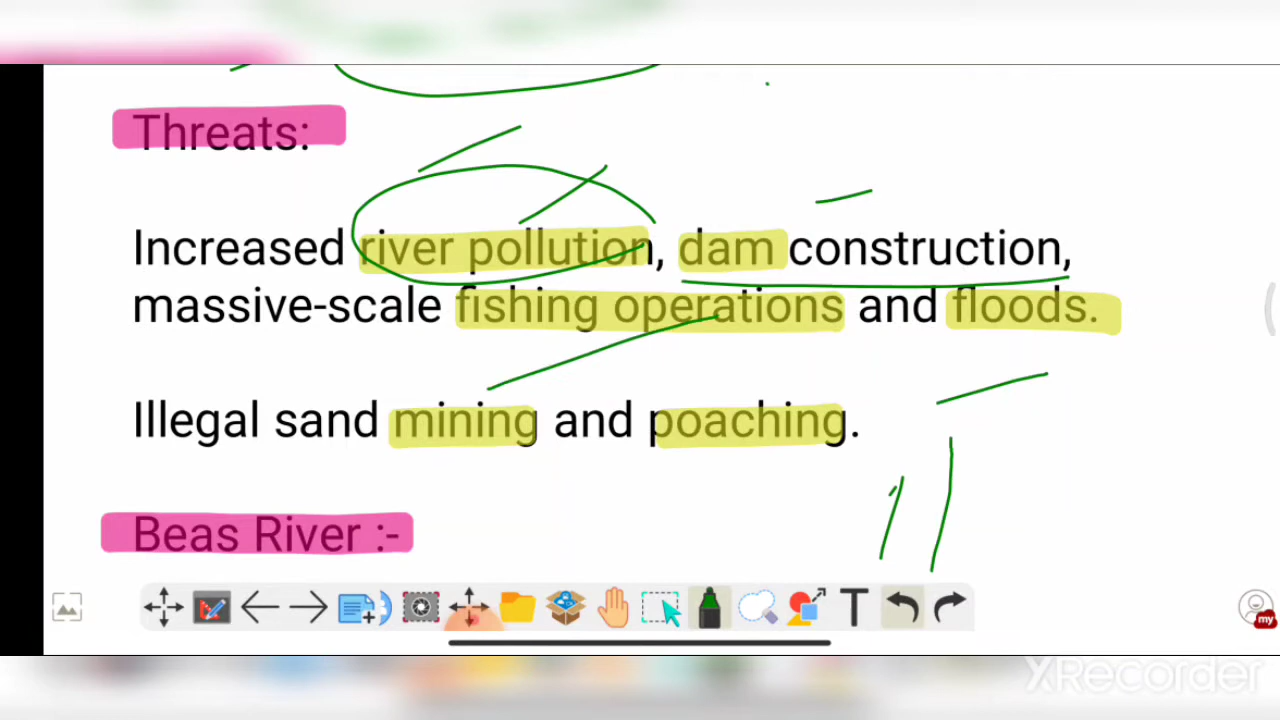 Threats:
Increased river pollution, dam construction,
massive-scale fishing operations and floods.
Illegal sand mining and poaching.
Beas River :-
T
my
XRecorder